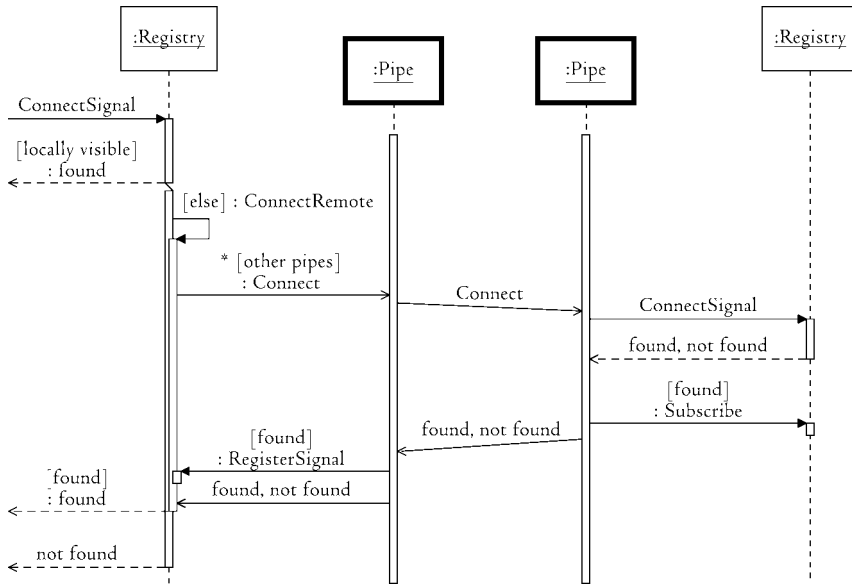 :Registry
:Pipe
:Pipe
:Registry
ConnectSignal
[locally visible]
: found
[else] : ConnectRemote
* [other pipes]
: Connect
Connect
ConnectSignal
found, not found
[found]
: Subscribe
found, not found
[found]
: RegisterSignal
found, not found
[found]
: found
not found